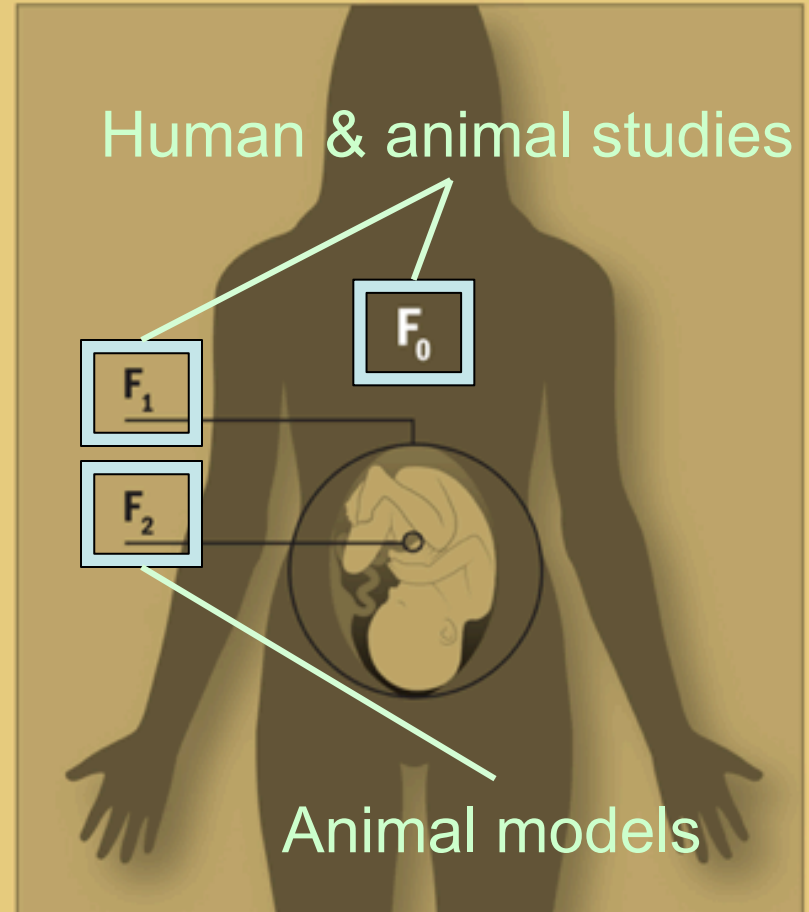 Human & animal studies
F₀
F₁
F₂
Animal models